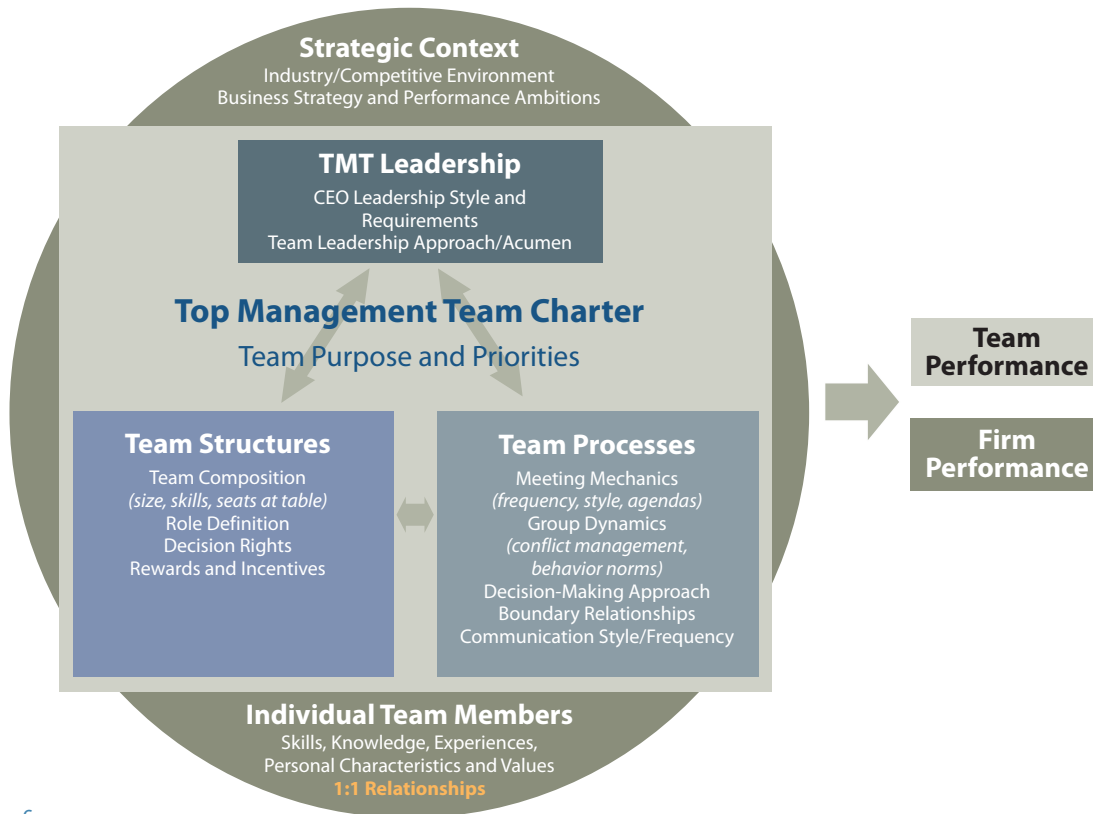 Strategic Context
Industry/Competitive Environment
Business Strategy and Performance Ambitions
TMT Leadership
CEO Leadership Style and
Requirements
Team Leadership Approach/Acumen
Top Management Team Charter
Team Purpose and Priorities
Team Structures
Team Composition
(size, skills, seats at table)
Role Definition
Decision Rights
Rewards and Incentives
Team Processes
Meeting Mechanics
(frequency, style, agendas)
Group Dynamics
(conflict management,
behavior norms)
Decision-Making Approach
Boundary Relationships
Communication Style/Frequency
Individual Team Members
Skills, Knowledge, Experiences,
Personal Characteristics and Values
1:1 Relationships
Team
Performance
Firm
Performance